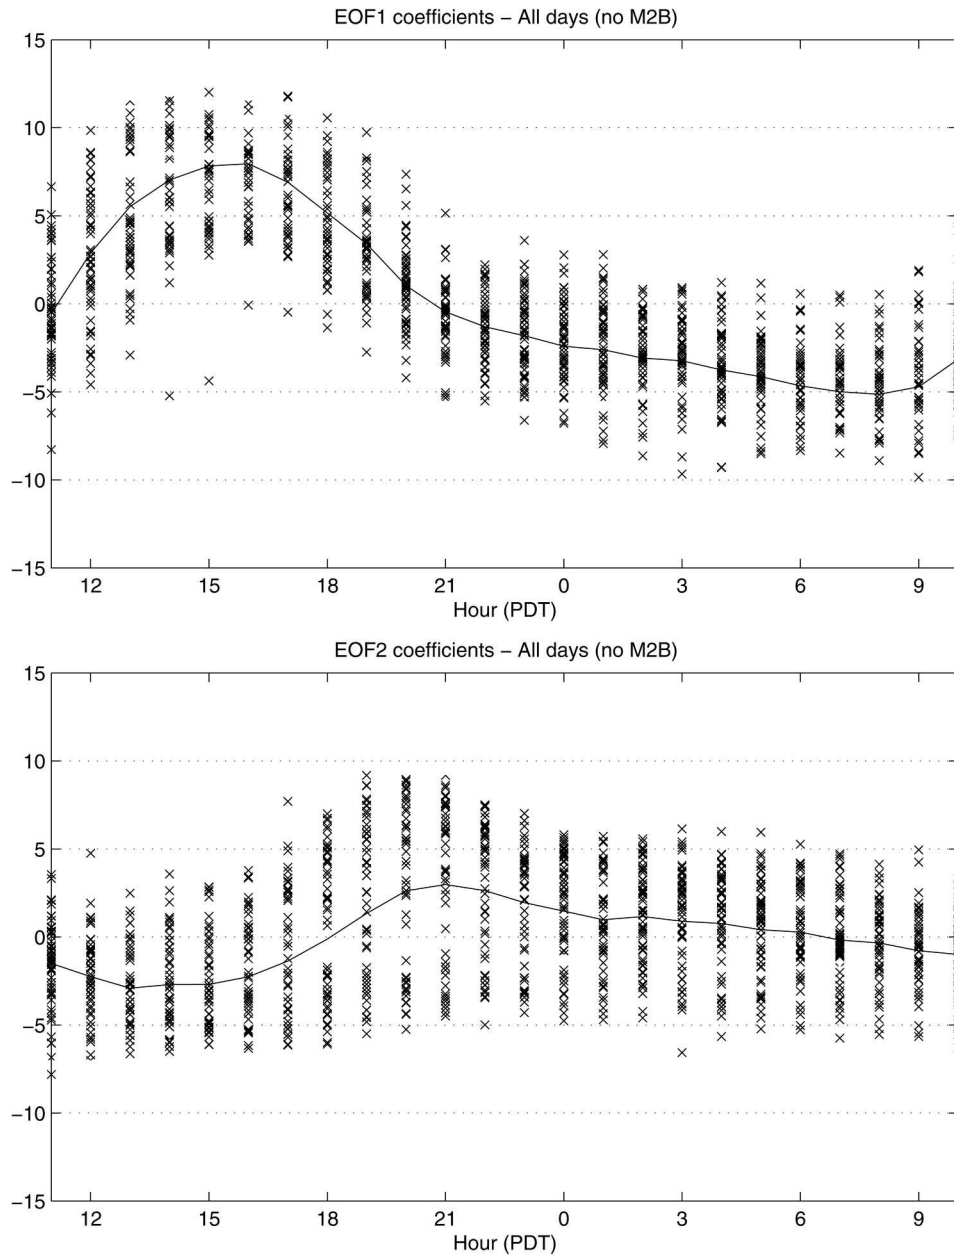 EOF1 coefficients − All days (no M2B)
15
10
5
0
−5
−10
−15
12 15 18 21 0 3 6 9
Hour (PDT)
EOF2 coefficients − All days (no M2B)
15
10
5
0
−5
−10
−15
12 15 18 21 0 3 6 9
Hour (PDT)